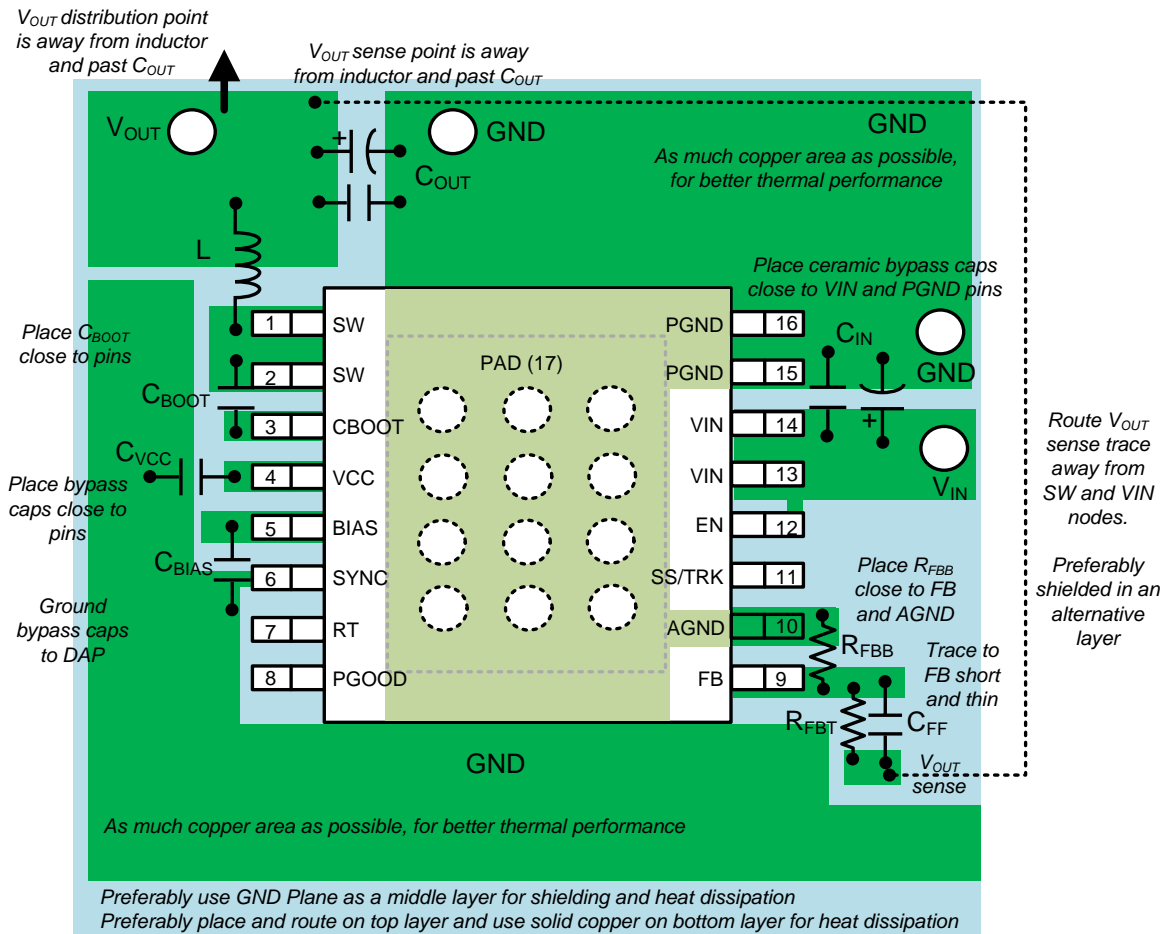 VOUT distribution point
is away from inductor
and past COUT
VOUT sense point is away
from inductor and past COUT
VOUT
GND
GND
+
COUT
As much copper area as possible,
for better thermal performance
L
Place ceramic bypass caps
close to VIN and PGND pins
Place CBOOT
close to pins
1
SW
PGND
16
CIN
GND
2
SW
PAD (17)
PGND
15
CBOOT
3
CBOOT
VIN
14
+
CVCC
4
VCC
VIN
13
VIN
Place bypass
caps close to
pins
5
BIAS
EN
12
CBIAS
6
SYNC
SS/TRK
11
Ground
bypass caps
to DAP
7
RT
AGND
10
8
PGOOD
FB
9
Place RFBB
close to FB
and AGND
RFBB
Trace to
FB short
and thin
RFBT
CFF
VOUT
sense
Route VOUT
sense trace
away from
SW and VIN
nodes.
Preferably
shielded in an
alternative
layer
GND
As much copper area as possible, for better thermal performance
Preferably use GND Plane as a middle layer for shielding and heat dissipation
Preferably place and route on top layer and use solid copper on bottom layer for heat dissipation